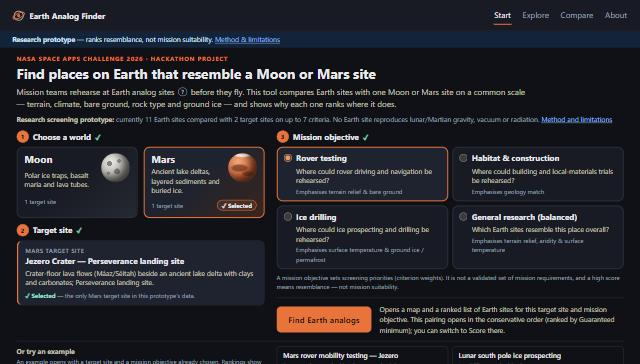 Earth Analog Finder
Start
Explore
Compare
About
Research prototype — ranks resemblance, not mission suitability. Method & limitations
NASA SPACE APPS CHALLENGE 2026 · HACKATHON PROJECT
Find places on Earth that resemble a Moon or Mars site
Mission teams rehearse at Earth analog sites ? before they fly. This tool compares Earth sites with one Moon or Mars site on a common scale
— terrain, climate, bare ground, rock type and ground ice — and shows why each one ranks where it does.
Research screening prototype: currently 11 Earth sites compared with 2 target sites on up to 7 criteria. No Earth site reproduces lunar/Martian gravity, vacuum or radiation. Method and limitations
1 Choose a world ✓
Moon
Polar ice traps, basalt
maria and lava tubes.
1 target site
Mars
Ancient lake deltas,
layered sediments and
buried ice.
1 target site
✓ Selected
2 Target site ✓
MARS TARGET SITE
Jezero Crater — Perseverance landing site
Crater-floor lava flows (Máaz/Séítah) beside an ancient lake delta with clays
and carbonates; Perseverance landing site.
✓ Selected — the only Mars target site in this prototype's data.
3 Mission objective ✓
Rover testing
Where could rover driving and navigation be
rehearsed?
Emphasises terrain relief & bare ground
Habitat & construction
Where could building and local-materials trials
be rehearsed?
Emphasises geology match
Ice drilling
Where could ice prospecting and drilling be
rehearsed?
Emphasises surface temperature & ground ice /
permafrost
General research (balanced)
Which Earth sites resemble this place overall?
Emphasises terrain relief, aridity & surface
temperature
A mission objective sets screening priorities (criterion weights). It is not a validated set of mission requirements, and a high score
means resemblance — not mission suitability.
Find Earth analogs
Opens a map and a ranked list of Earth sites for this target site and mission
objective. This pairing opens in the conservative order (ranked by Guaranteed
minimum); you can switch to Score there.
Or try an example
An example opens with a target site and a mission objective already chosen. Rankings show
Mars rover mobility testing — Jezero
Lunar south pole ice prospecting